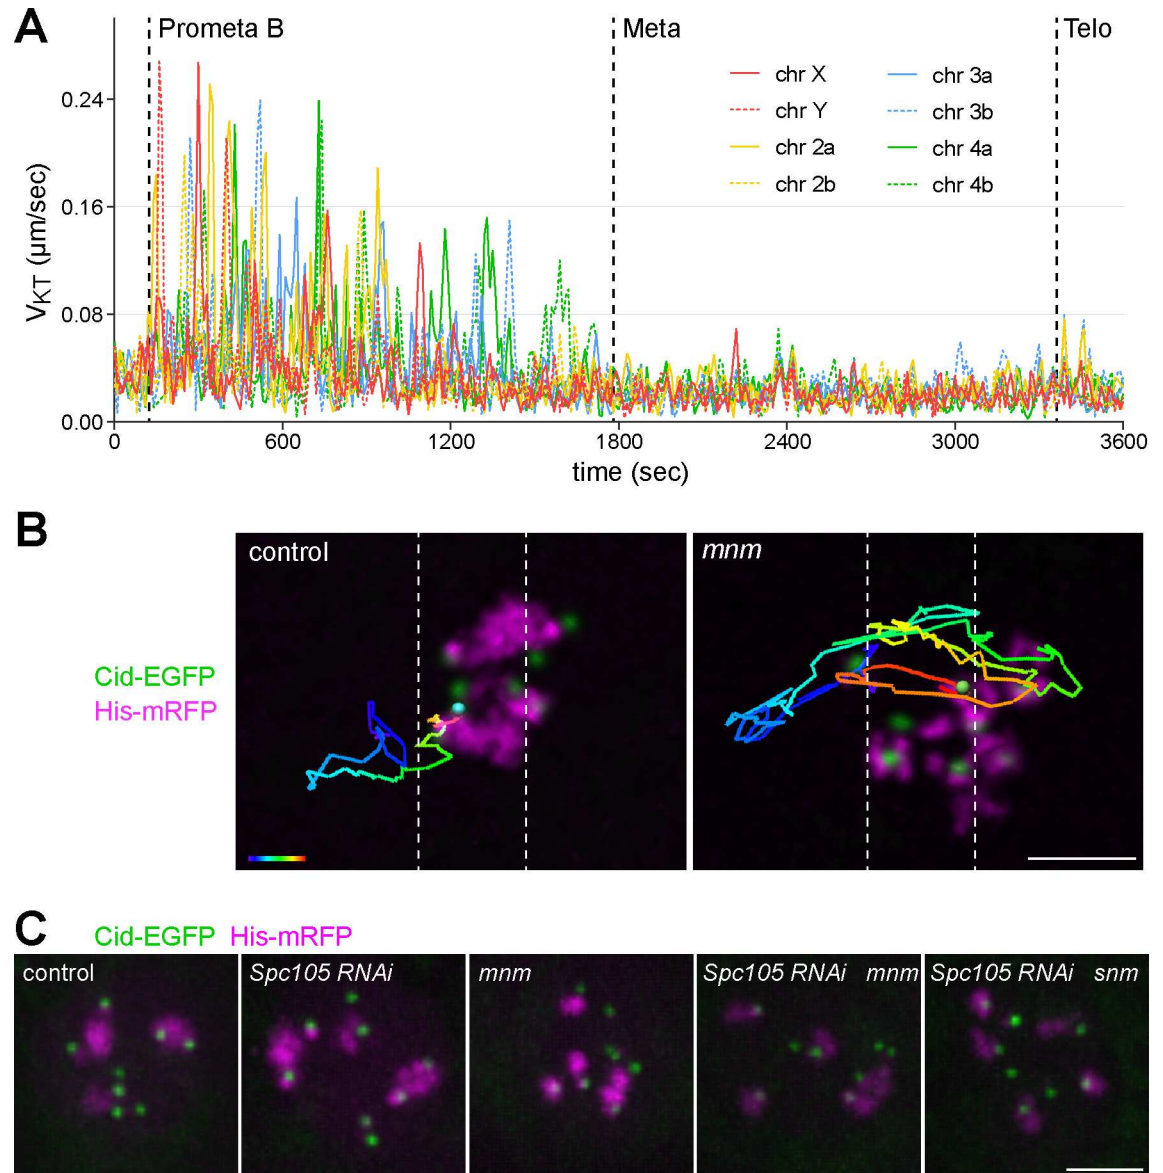 A
Prometa B
Meta
Telo
chr X
chr Y
chr 2a
chr 2b
chr 3a
chr 3b
chr 4a
chr 4b
V_KT (µm/sec)
0.24
0.16
0.08
0.00
0
600
1200
1800
2400
3000
3600
time (sec)
B
Cid-EGFP
His-mRFP
control
mnm
C
Cid-EGFP His-mRFP
control
Spc105 RNAi
mnm
Spc105 RNAi mnm
Spc105 RNAi snm